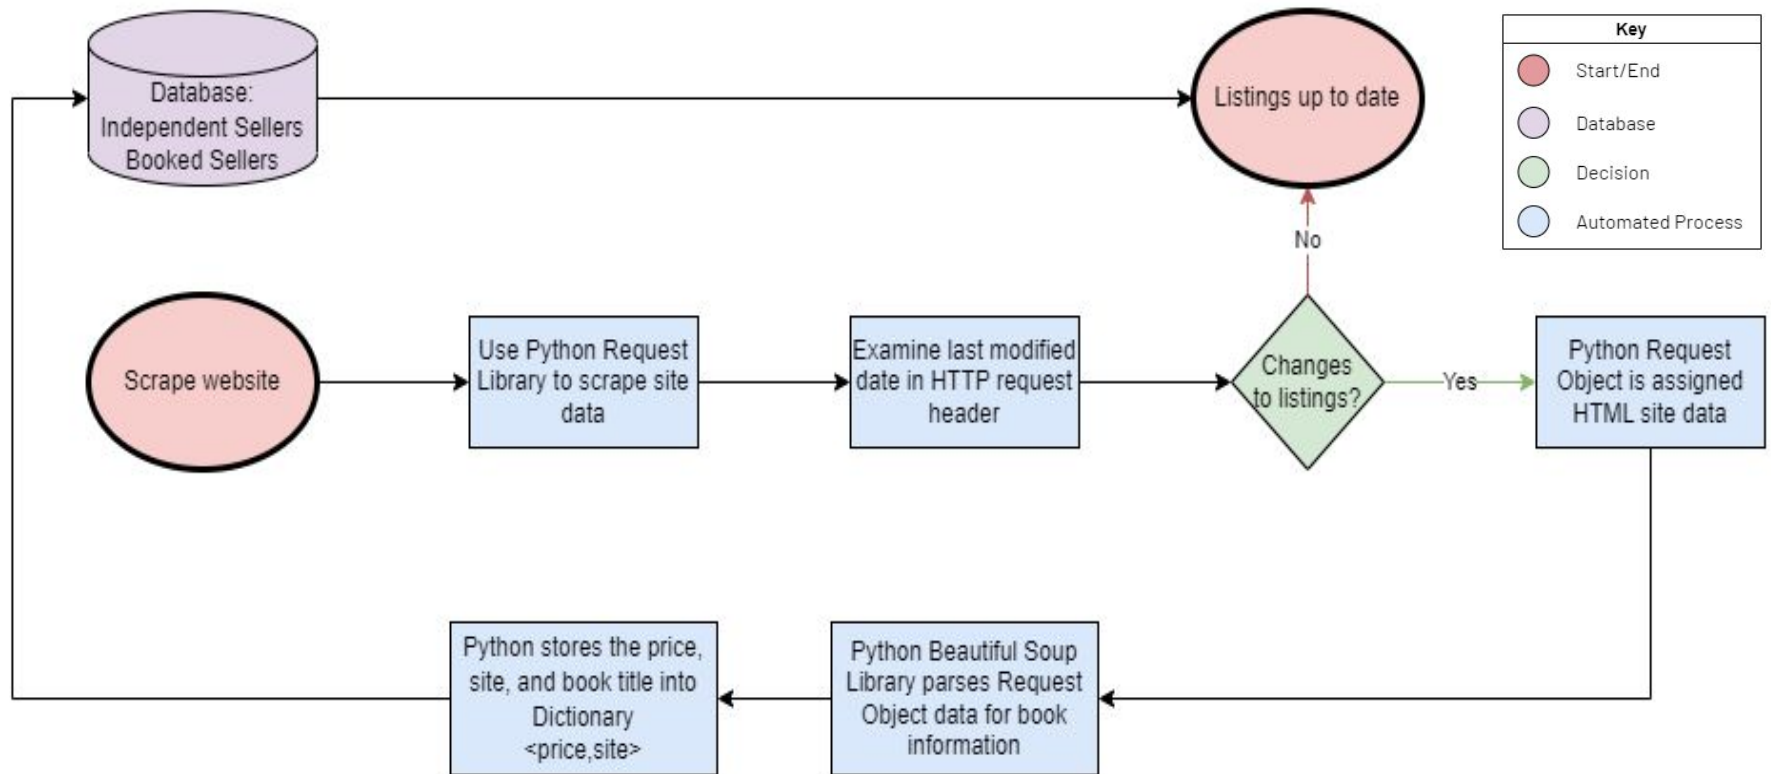 Database:
Independent Sellers
Booked Sellers
Listings up to date
Key
Start/End
Database
Decision
Automated Process
No
Scrape website
Use Python Request
Library to scrape site
data
Examine last modified
date in HTTP request
header
Changes
to listings?
Yes
Python Request
Object is assigned
HTML site data
Python stores the price,
site, and book title into
Dictionary
<price,site>
Python Beautiful Soup
Library parses Request
Object data for book
information